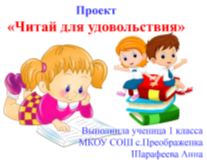 Проект
«Читай для удовольствия»
Выполнила ученица 1 класса
МКОУ СОШ с.Преображенка
Шарафеева Анна